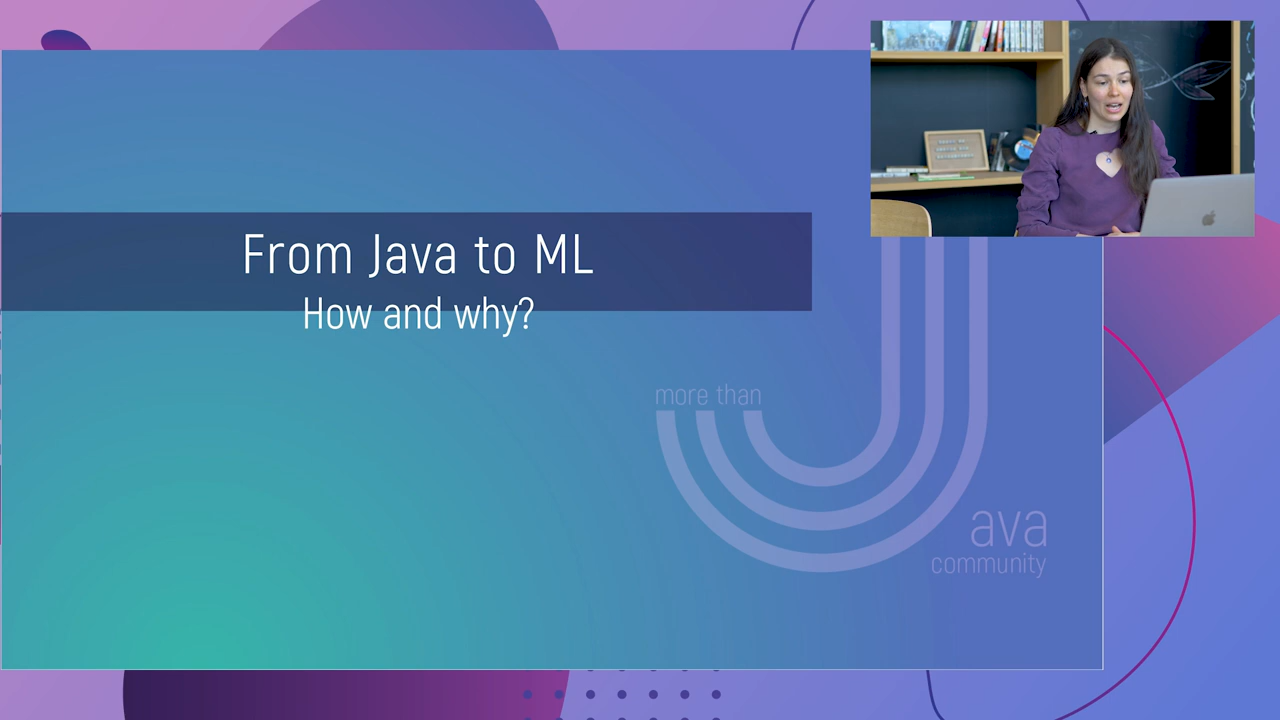 From Java to ML
How and why?
more than
J
ava
community